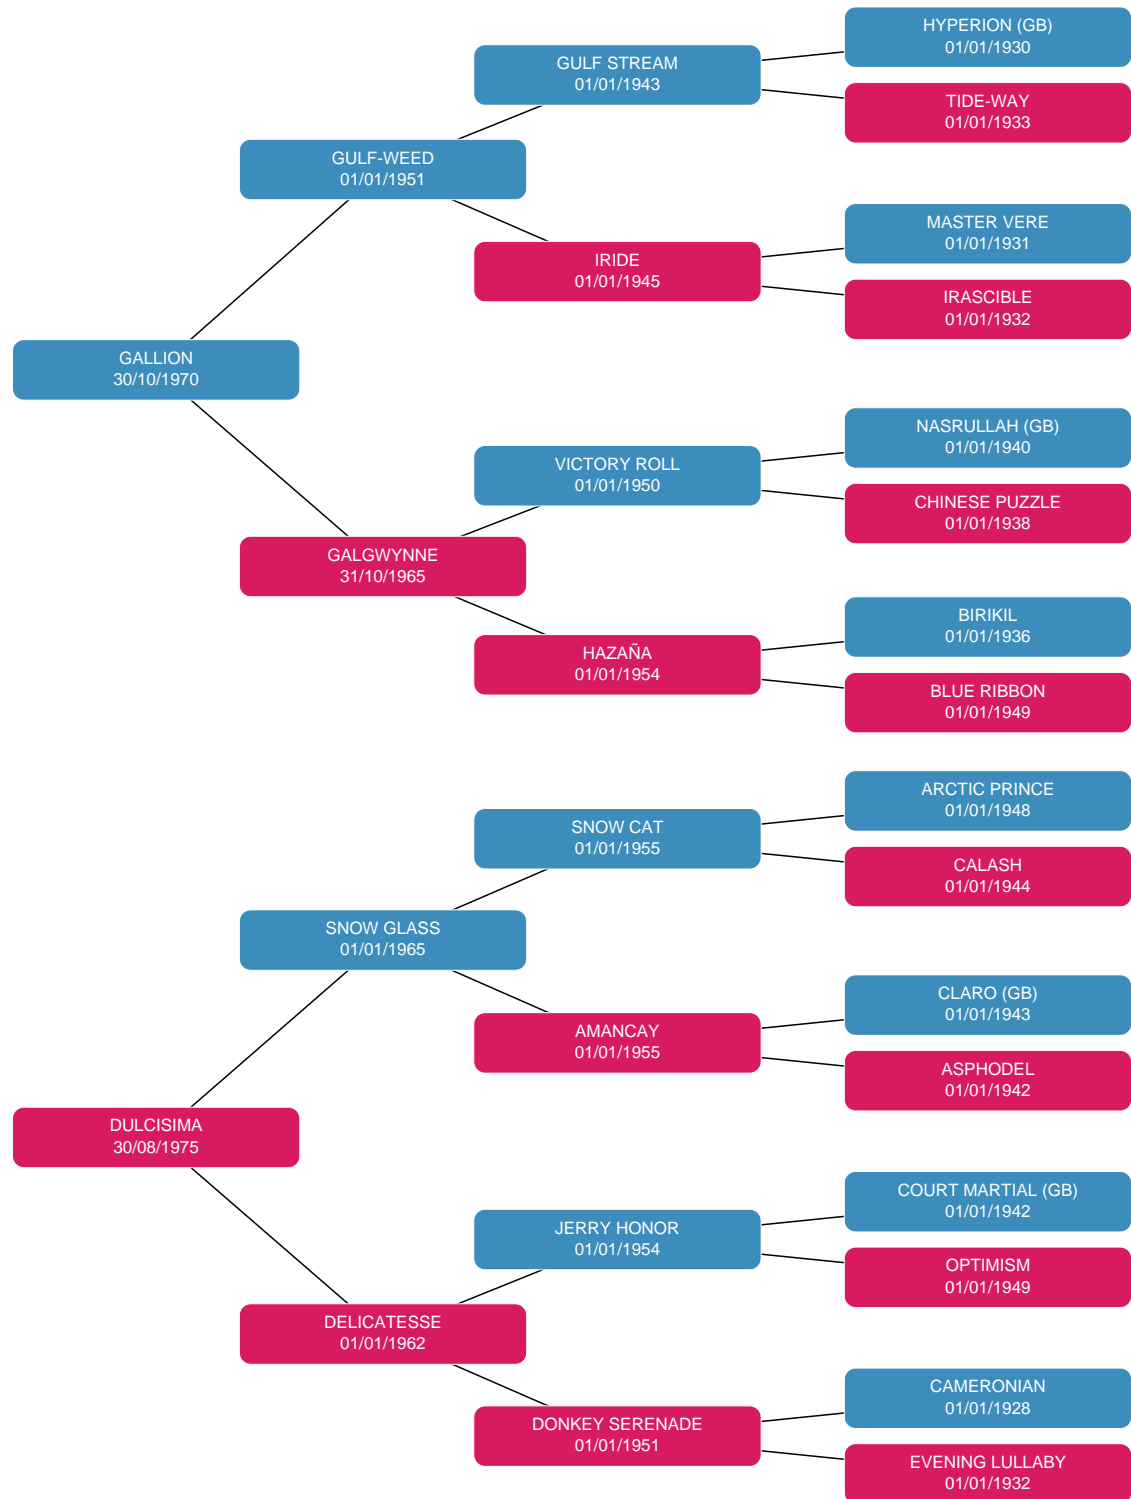 HYPERION (GB)
01/01/1930
GULF STREAM
01/01/1943
TIDE-WAY
01/01/1933
GULF-WEED
01/01/1951
MASTER VERE
01/01/1931
IRIDE
01/01/1945
IRASCIBLE
01/01/1932
GALLION
30/10/1970
NASRULLAH (GB)
01/01/1940
VICTORY ROLL
01/01/1950
CHINESE PUZZLE
01/01/1938
GALGWYNNE
31/10/1965
BIRIKIL
01/01/1936
HAZAÑA
01/01/1954
BLUE RIBBON
01/01/1949
ARCTIC PRINCE
01/01/1948
SNOW CAT
01/01/1955
CALASH
01/01/1944
SNOW GLASS
01/01/1965
CLARO (GB)
01/01/1943
AMANCAY
01/01/1955
ASPHODEL
01/01/1942
DULCISIMA
30/08/1975
COURT MARTIAL (GB)
01/01/1942
JERRY HONOR
01/01/1954
OPTIMISM
01/01/1949
DELICATESSE
01/01/1962
CAMERONIAN
01/01/1928
DONKEY SERENADE
01/01/1951
EVENING LULLABY
01/01/1932